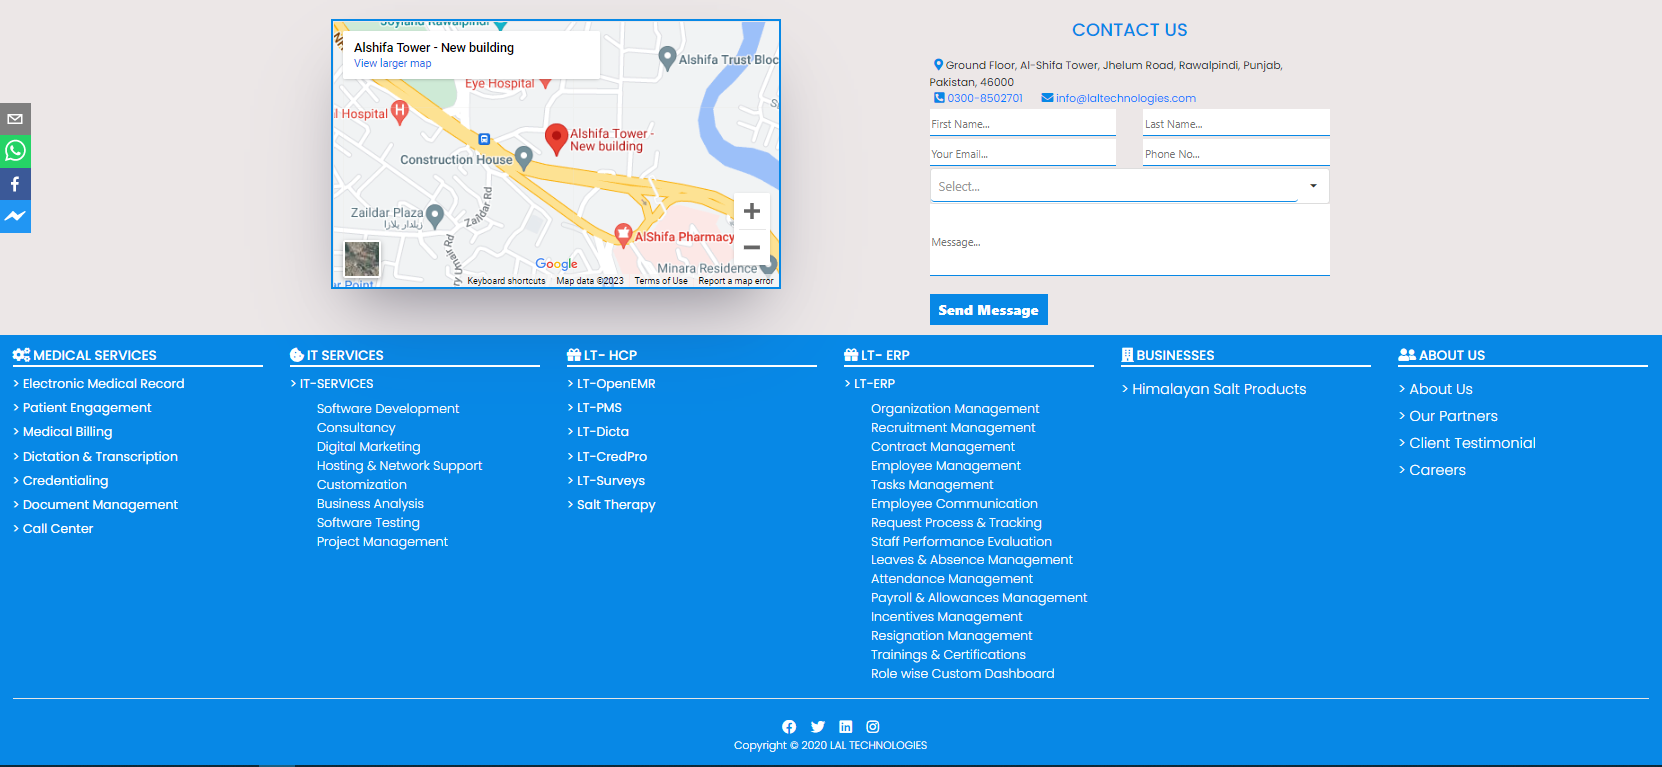 Joyland Rawalpindi
Alshifa Tower - New building
View larger map
Alshifa Trust Bloc
Eye Hospital
l Hospital
H
Alshifa Tower -
New building
Construction House
Zaildar Plaza
زیلدار پلازا
Zaildar Rd
Umair Rd
AlShifa Pharmacy
Minara Residence
ar Point
Google
Keyboard shortcuts Map data ©2023 Terms of Use Report a map error
CONTACT US
Ground Floor, Al-Shifa Tower, Jhelum Road, Rawalpindi, Punjab,
Pakistan, 46000
0300-8502701 info@laltechnologies.com
First Name... Last Name...
Your Email... Phone No...
Select...
Message...
Send Message
MEDICAL SERVICES
> Electronic Medical Record
> Patient Engagement
> Medical Billing
> Dictation & Transcription
> Credentialing
> Document Management
> Call Center
IT SERVICES
> IT-SERVICES
Software Development
Consultancy
Digital Marketing
Hosting & Network Support
Customization
Business Analysis
Software Testing
Project Management
LT- HCP
> LT-OpenEMR
> LT-PMS
> LT-Dicta
> LT-CredPro
> LT-Surveys
> Salt Therapy
LT- ERP
> LT-ERP
Organization Management
Recruitment Management
Contract Management
Employee Management
Tasks Management
Employee Communication
Request Process & Tracking
Staff Performance Evaluation
Leaves & Absence Management
Attendance Management
Payroll & Allowances Management
Incentives Management
Resignation Management
Trainings & Certifications
Role wise Custom Dashboard
BUSINESSES
> Himalayan Salt Products
ABOUT US
> About Us
> Our Partners
> Client Testimonial
> Careers
Copyright © 2020 LAL TECHNOLOGIES